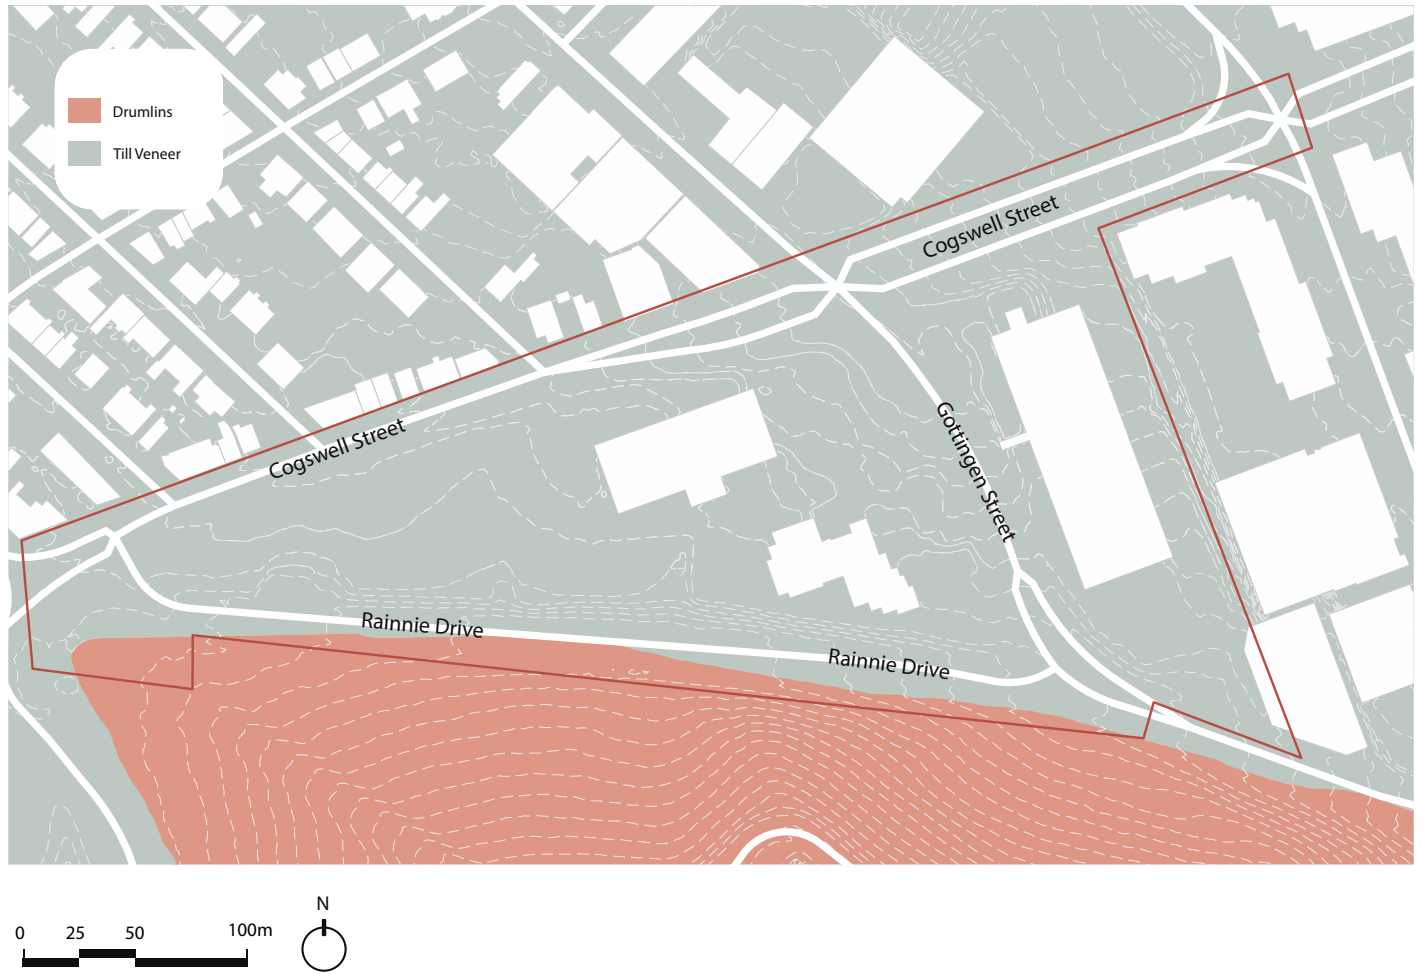 Drumlins
Till Veneer
Cogswell Street
Cogswell Street
Gottingen Street
Rainnie Drive
Rainnie Drive
N
0 25 50 100m